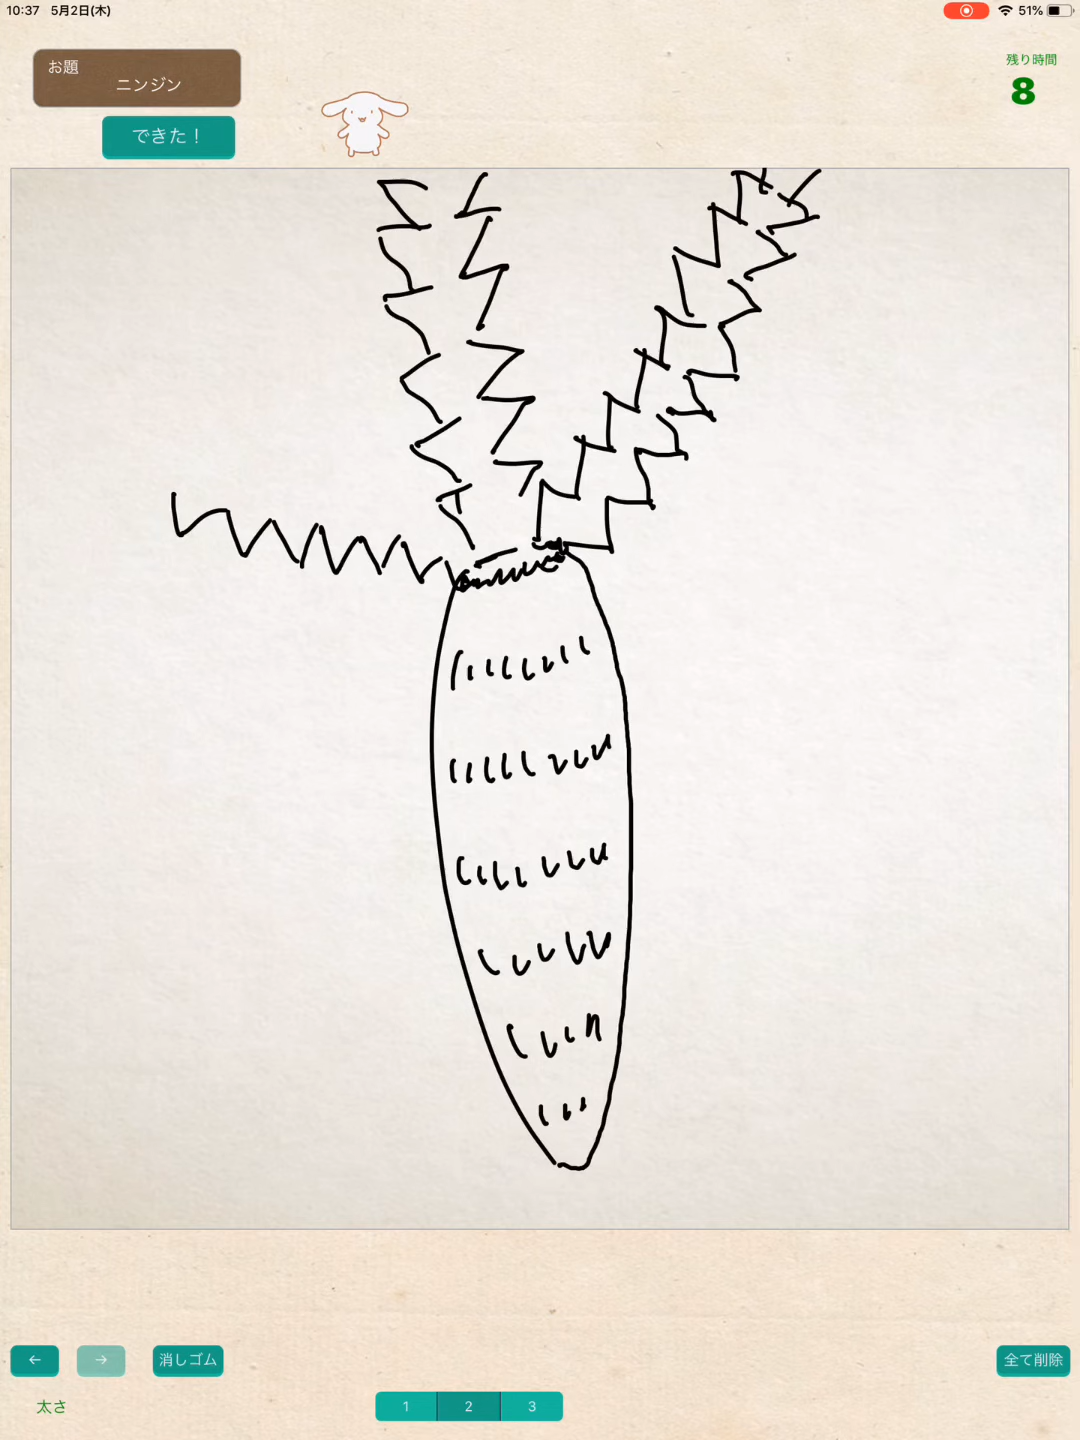 10:37 5月2日(木)
51%
お題
ニンジン
できた！
残り時間
8
←
→
消しゴム
全て削除
太さ
1
2
3